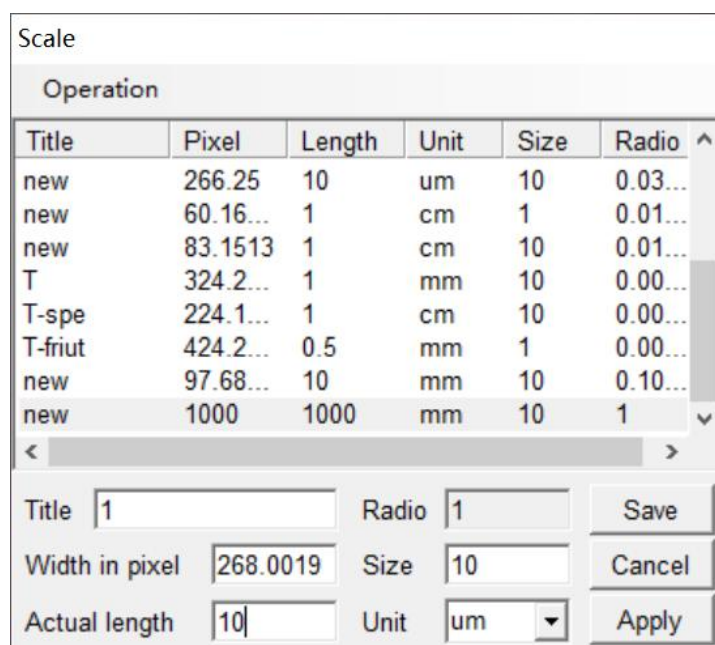 Scale
Operation
Title Pixel Length Unit Size Radio
new 266.25 10 um 10 0.03...
new 60.16... 1 cm 1 0.01...
new 83.1513 1 cm 10 0.01...
T 324.2... 1 mm 10 0.00...
T-spe 224.1... 1 cm 10 0.00...
T-friut 424.2... 0.5 mm 1 0.00...
new 97.68... 10 mm 10 0.10...
new 1000 1000 mm 10 1
Title 1 Radio 1 Save
Width in pixel 268.0019 Size 10 Cancel
Actual length 10 Unit um Apply